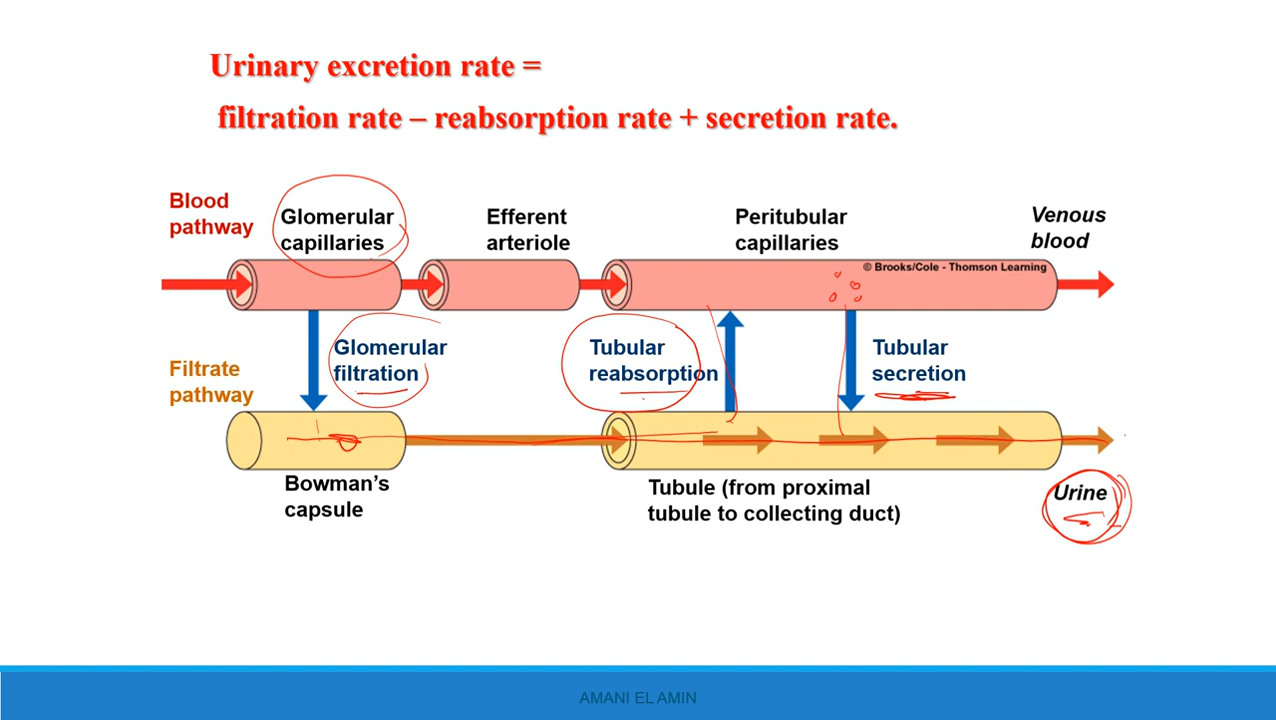 Urinary excretion rate =
filtration rate – reabsorption rate + secretion rate.
Blood
pathway
Glomerular
capillaries
Efferent
arteriole
Peritubular
capillaries
Venous
blood
© Brooks/Cole - Thomson Learning
Filtrate
pathway
Glomerular
filtration
Tubular
reabsorption
Tubular
secretion
Bowman's
capsule
Tubule (from proximal
tubule to collecting duct)
Urine
AMANI EL AMIN